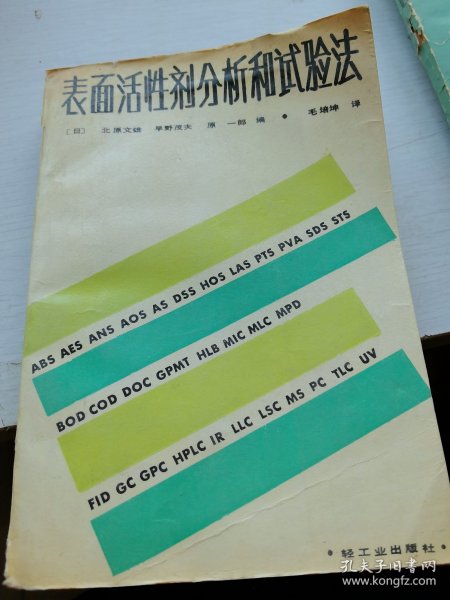 表面活性剂分析和试验法
[日] 北原文雄 早野茂夫 原一郎 编 • 毛培坤 译
ABS AES ANS AOS AS DSS HOS LAS PTS PVA SDS STS
BOD COD DOC GPMT HLB MIC MLC MPD
FID GC GPC HPLC IR LLC LSC MS PC TLC UV
•轻工业出版社•
孔夫子旧书网
www.kongfz.com